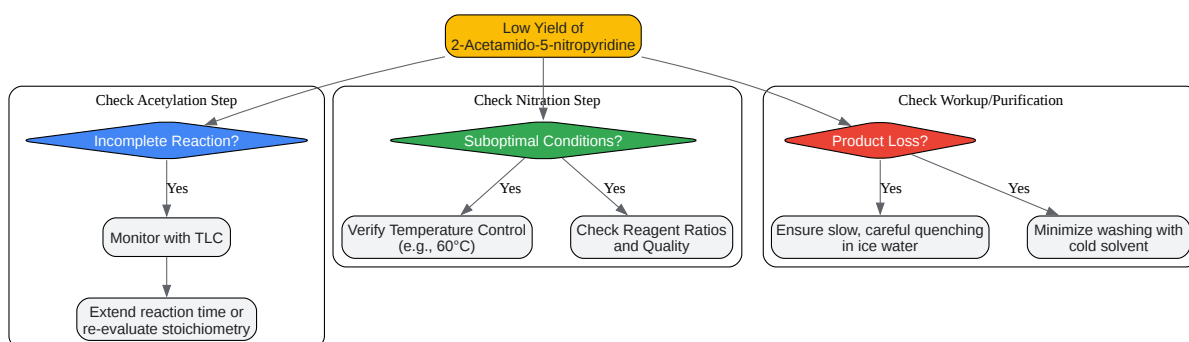 Low Yield of
2-Acetamido-5-nitropyridine
Check Acetylation Step
Incomplete Reaction?
Yes
Monitor with TLC
Extend reaction time or
re-evaluate stoichiometry
Check Nitration Step
Suboptimal Conditions?
Yes
Yes
Verify Temperature Control
(e.g., 60°C)
Check Reagent Ratios
and Quality
Check Workup/Purification
Product Loss?
Yes
Yes
Ensure slow, careful quenching
in ice water
Minimize washing with
cold solvent